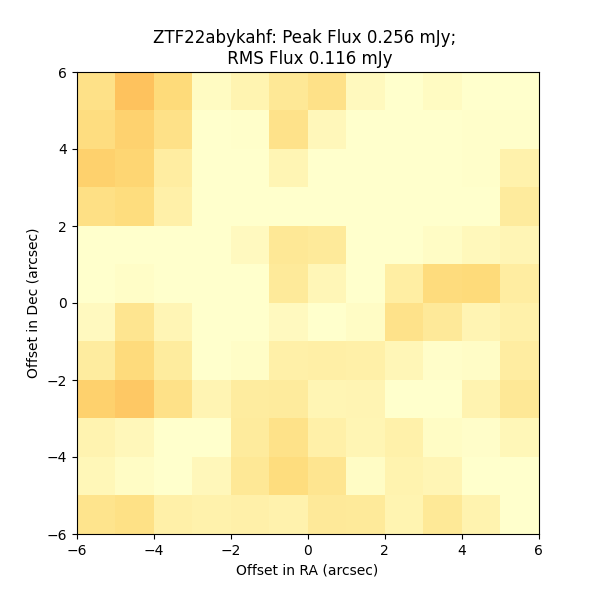 ZTF22abykahf: Peak Flux 0.256 mJy;
RMS Flux 0.116 mJy
6
4
2
0
−2
−4
−6
Offset in Dec (arcsec)
−6 −4 −2 0 2 4 6
Offset in RA (arcsec)